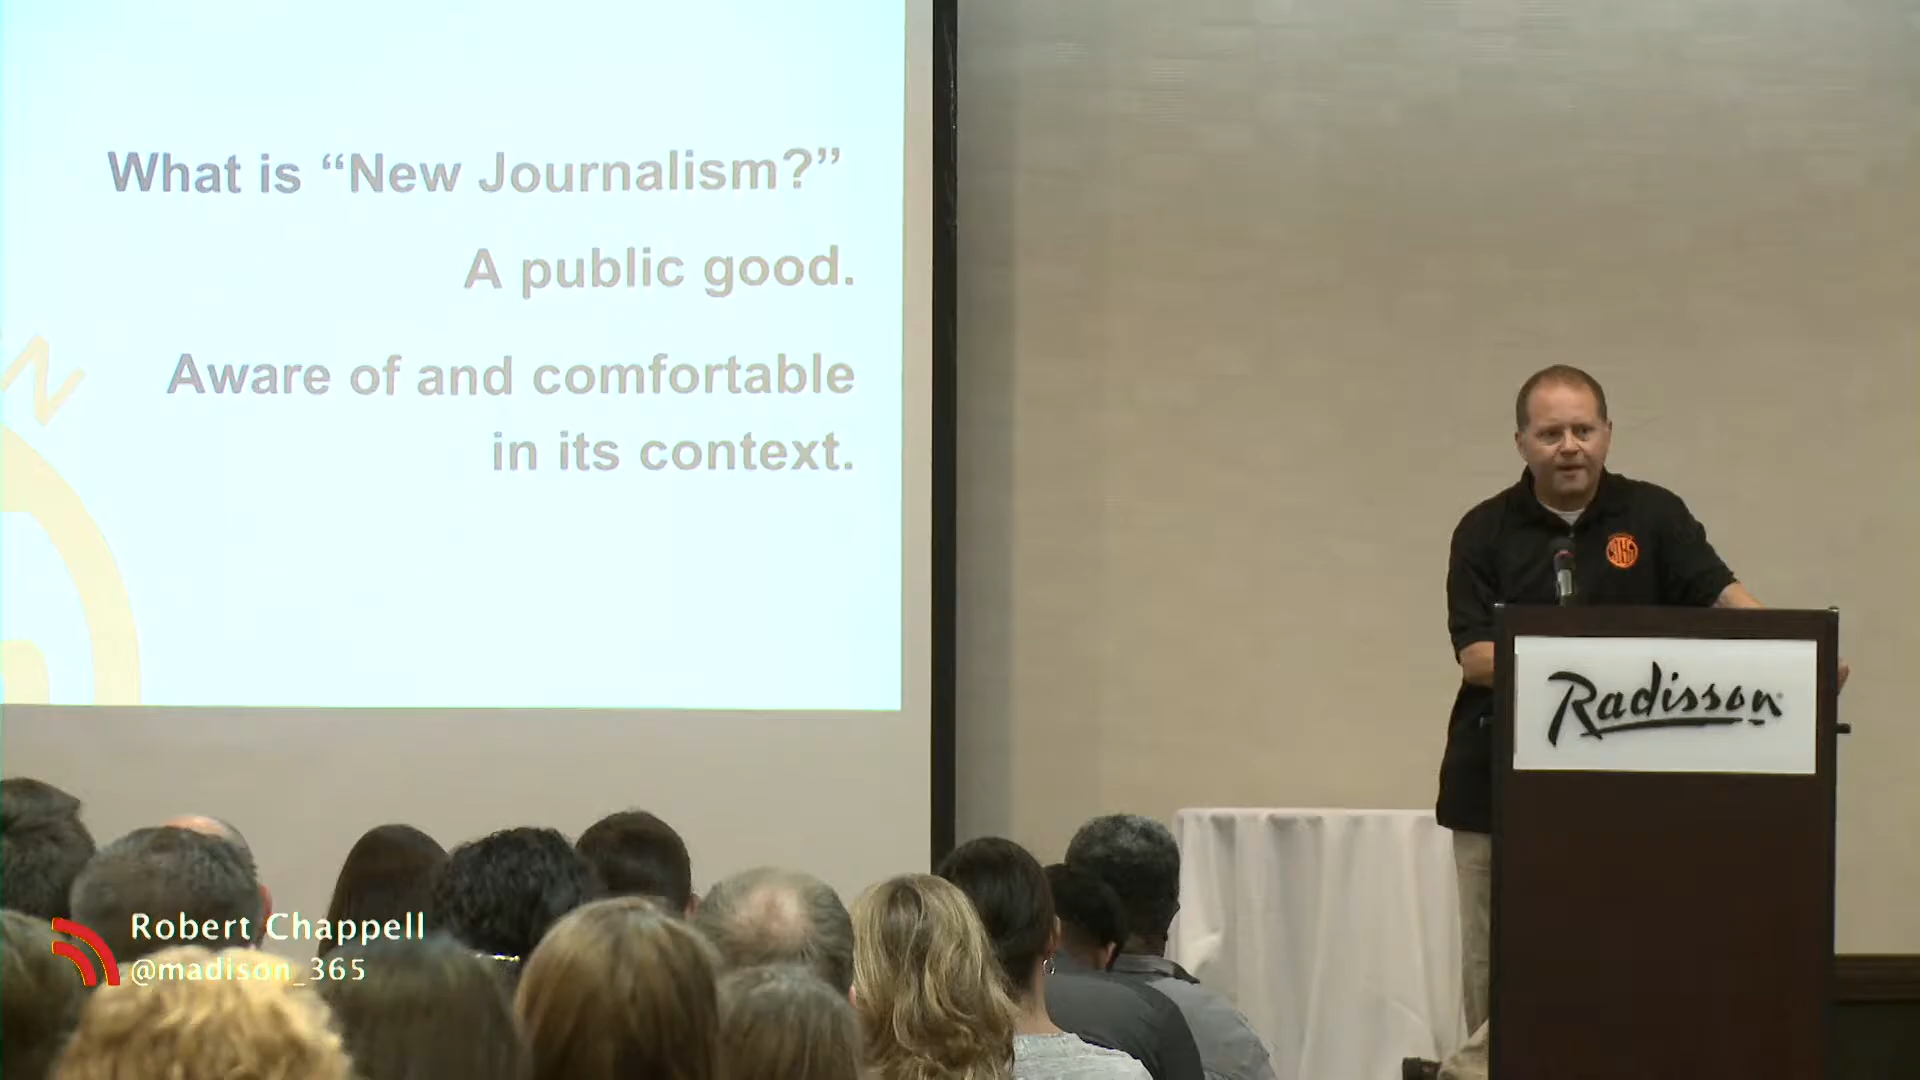 What is “New Journalism?”
A public good.
Aware of and comfortable
in its context.
N
Radisson
Robert Chappell
@madison_365